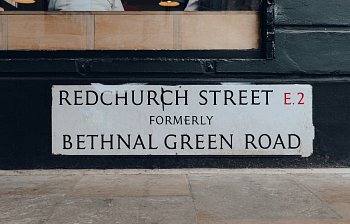 REDCHURCH STREET E.2
FORMERLY
BETHNAL GREEN ROAD